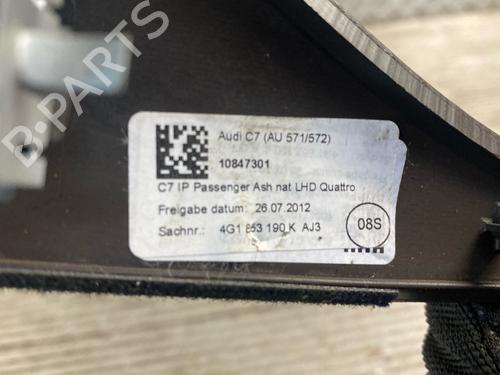 B-PARTS
Audi C7 (AU 571/572)
10847301
C7 IP Passenger Ash nat LHD Quattro
Freigabe datum: 26.07.2012
Sachnr.: 4G1 853 190 K AJ3
08S